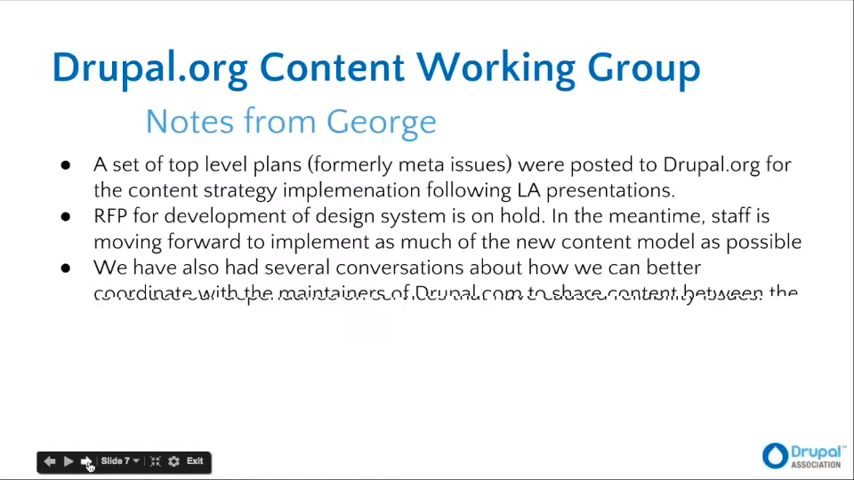 Drupal.org Content Working Group
Notes from George
● A set of top level plans (formerly meta issues) were posted to Drupal.org for
the content strategy implemenation following LA presentations.
● RFP for development of design system is on hold. In the meantime, staff is
moving forward to implement as much of the new content model as possible
● We have also had several conversations about how we can better
coordinate with the maintainers of Drupal.com to share content between the
Slide 7
Exit
Drupal™
ASSOCIATION